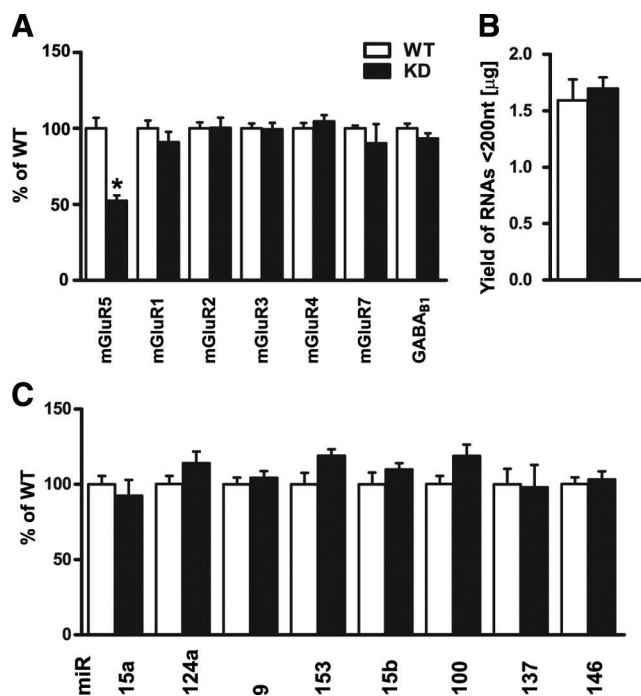 A
% of WT
150
100
50
0
WT
KD
*
mGluR5
mGluR1
mGluR2
mGluR3
mGluR4
mGluR7
GABAB1
B
Yield of RNAs <200nt [µg]
2.0
1.5
1.0
0.5
0.0
C
% of WT
150
100
50
0
miR
15a
124a
9
153
15b
100
137
146